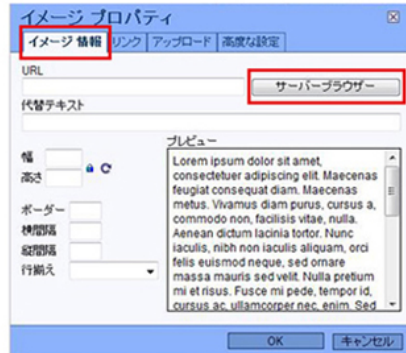 イメージ プロパティ
イメージ 情報 リンク アップロード 高度な設定
URL
サーバーブラウザー
代替テキスト
プレビュー
幅
高さ
ボーダー
横間隔
縦間隔
行揃え
Lorem ipsum dolor sit amet,
consectetuer adipiscing elit. Maecenas
feugiat consequat diam. Maecenas
metus. Vivamus diam purus, cursus a,
commodo non, facilisis vitae, nulla.
Aenean dictum lacinia tortor. Nunc
iaculis, nibh non iaculis aliquam, orci
felis euismod neque, sed ornare
massa mauris sed velit. Nulla pretium
mi et risus. Fusce mi pede, tempor id,
cursus ac, ullamcorper nec, enim. Sed
OK キャンセル